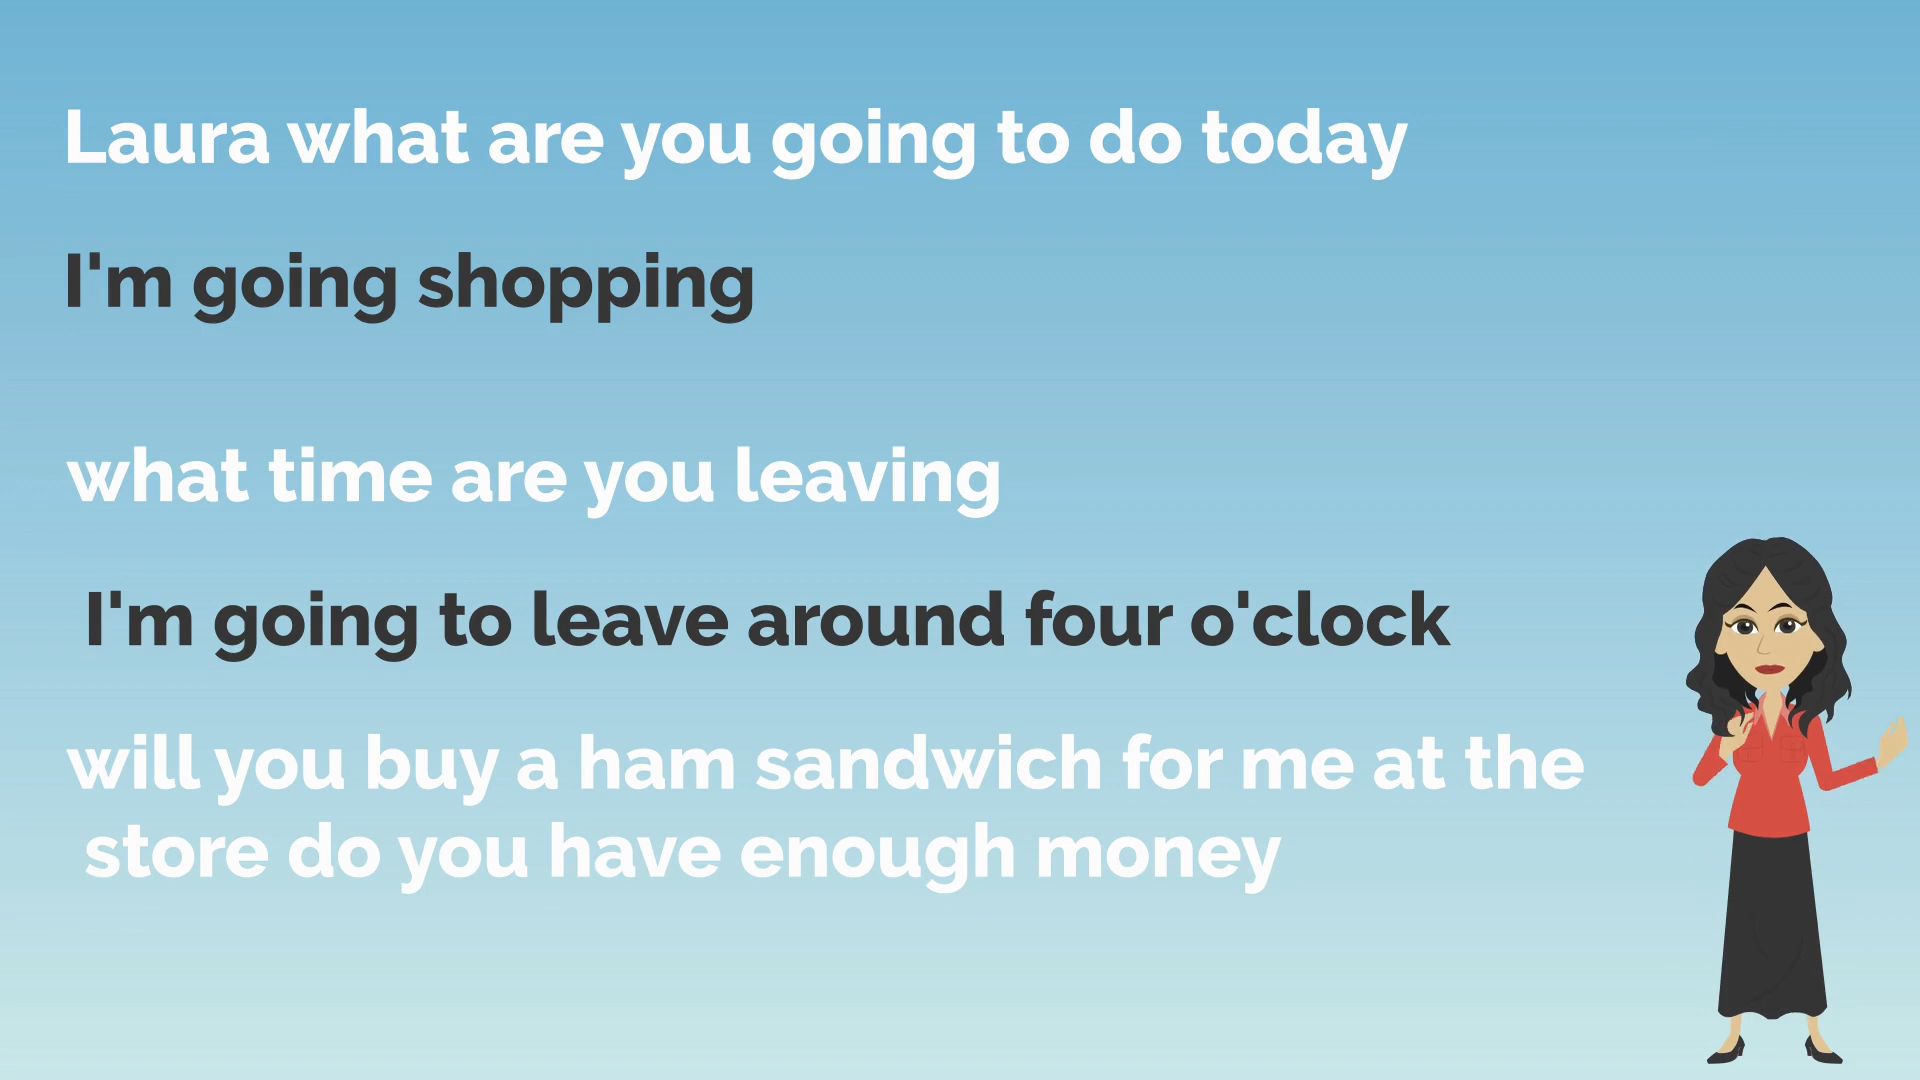 Laura what are you going to do today
I'm going shopping
what time are you leaving
I'm going to leave around four o'clock
will you buy a ham sandwich for me at the
store do you have enough money